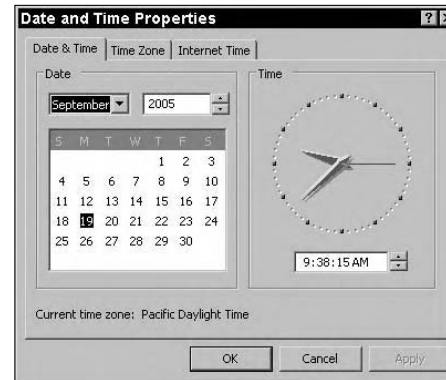 Date and Time Properties
Date & Time Time Zone Internet Time
Date
September 2005
S M T W T F S
1 2 3
4 5 6 7 8 9 10
11 12 13 14 15 16 17
18 19 20 21 22 23 24
25 26 27 28 29 30
Time
9:38:15 AM
Current time zone: Pacific Daylight Time
OK Cancel Apply